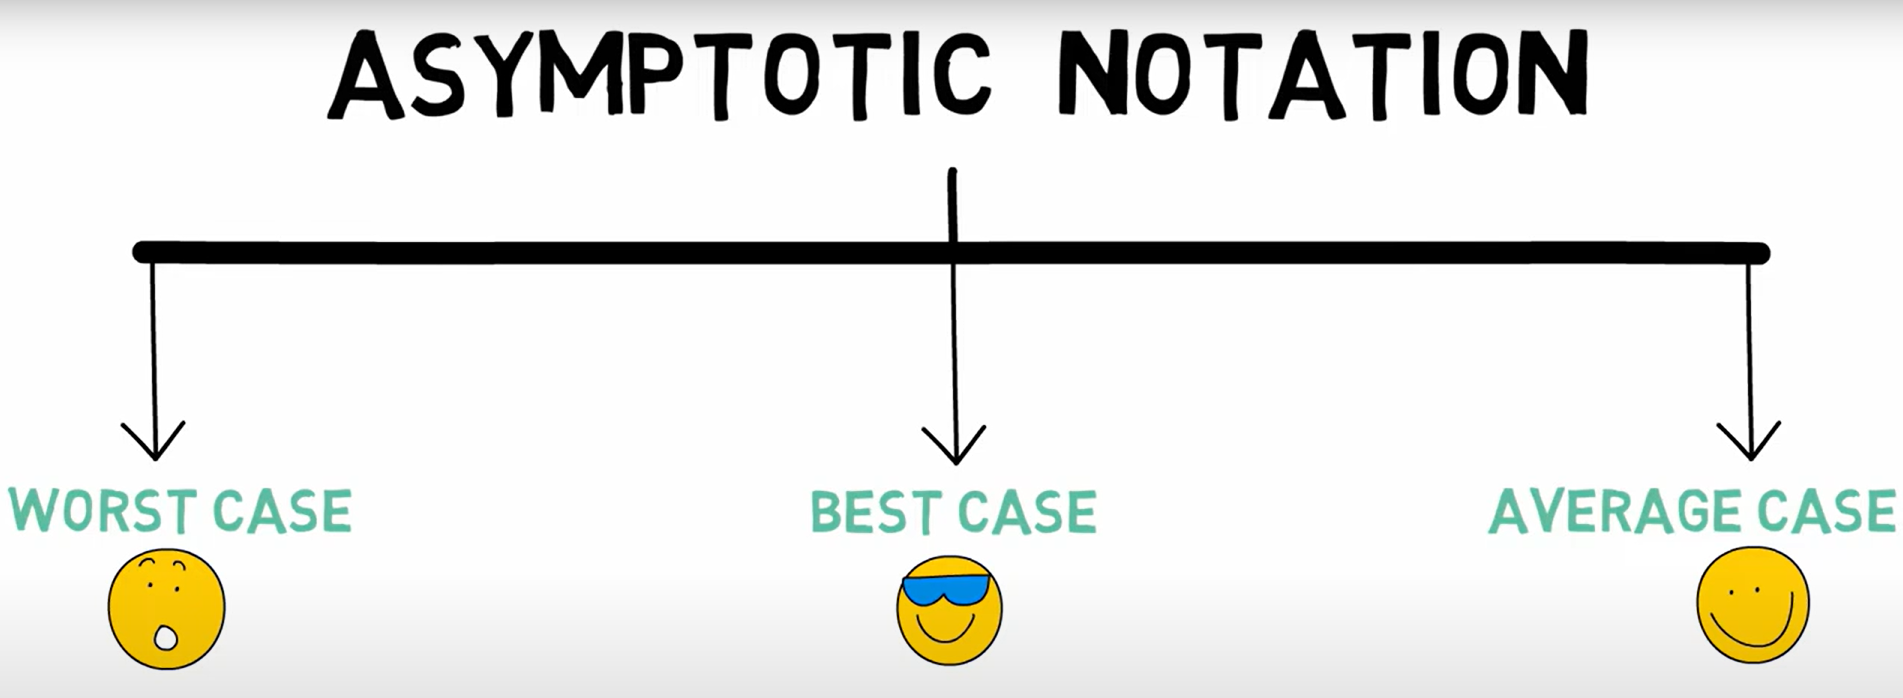 ASYMPTOTIC NOTATION
WORST CASE
BEST CASE
AVERAGE CASE